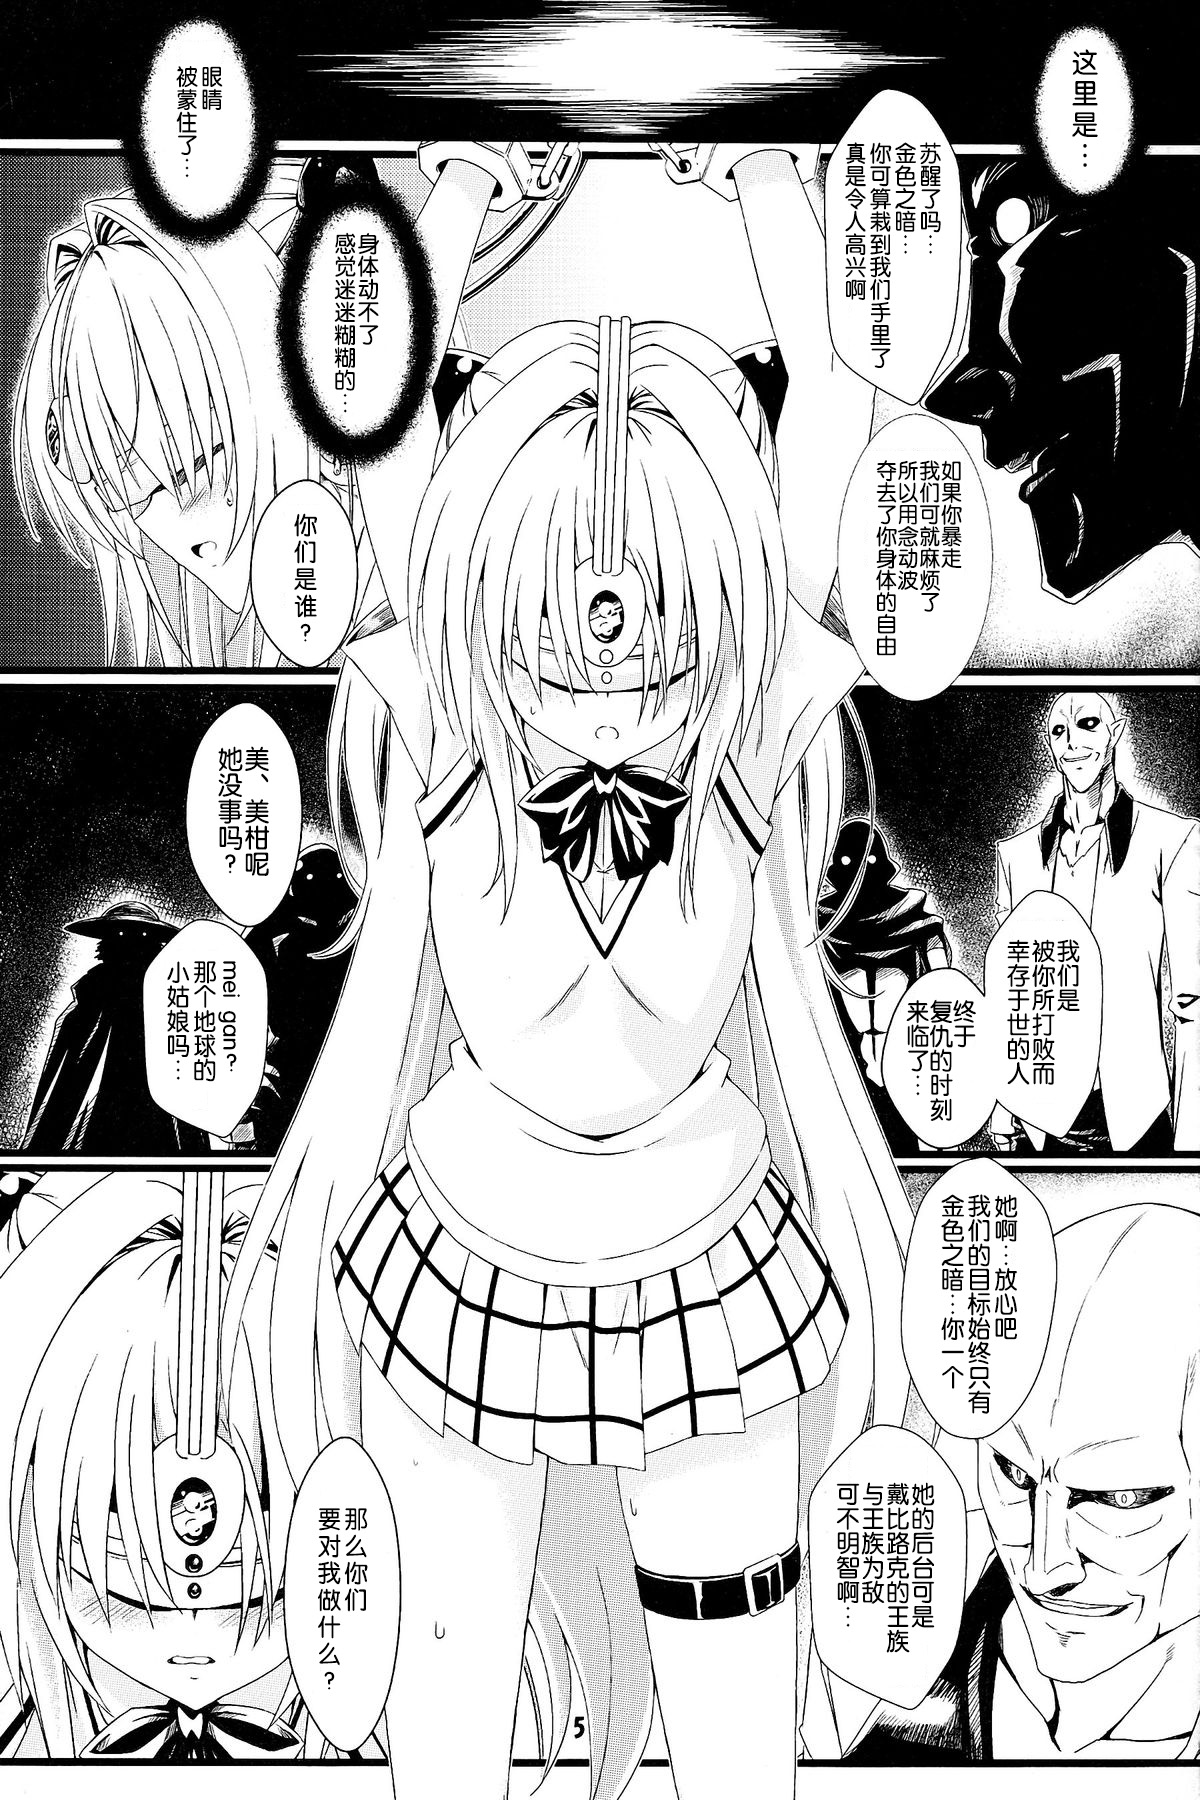 这里是…
苏醒了吗…
金色之暗…
你可算栽到我们手里了
真是令人高兴啊
如果你暴走
我们可就麻烦了
所以用念动波
夺去了你身体的自由
眼睛
被蒙住了…
身体动不了
感觉迷迷糊糊的…
你们是谁？
我们是
被你所打败而
幸存于世的人
终于
复仇的时刻
来临了…
美、美柑呢
她没事吗？
mei gan？
那个地球的
小姑娘吗…
她啊…放心吧
我们的目标始终只有
金色之暗…你一个
她的后台可是
戴比路克的王族
与王族为敌
可不明智啊…
那么你们
要对我做什么？
5